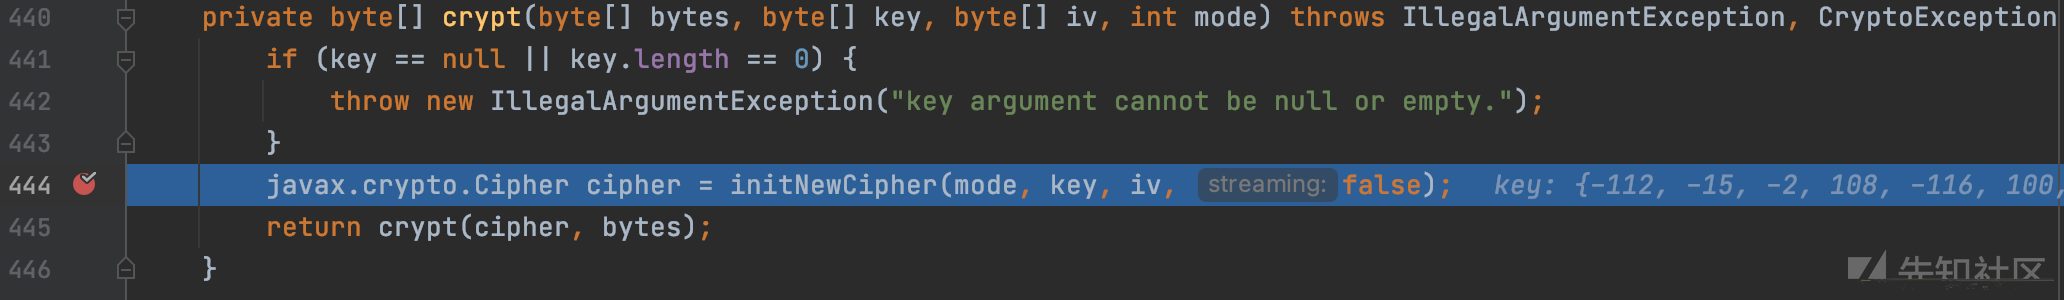 440 private byte[] crypt(byte[] bytes, byte[] key, byte[] iv, int mode) throws IllegalArgumentException, CryptoException
441 if (key == null || key.length == 0) {
442 throw new IllegalArgumentException("key argument cannot be null or empty.");
443 }
444 javax.crypto.Cipher cipher = initNewCipher(mode, key, iv, streaming: false); key: {-112, -15, -2, 108, -116, 100,
445 return crypt(cipher, bytes);
446 }
先知社区